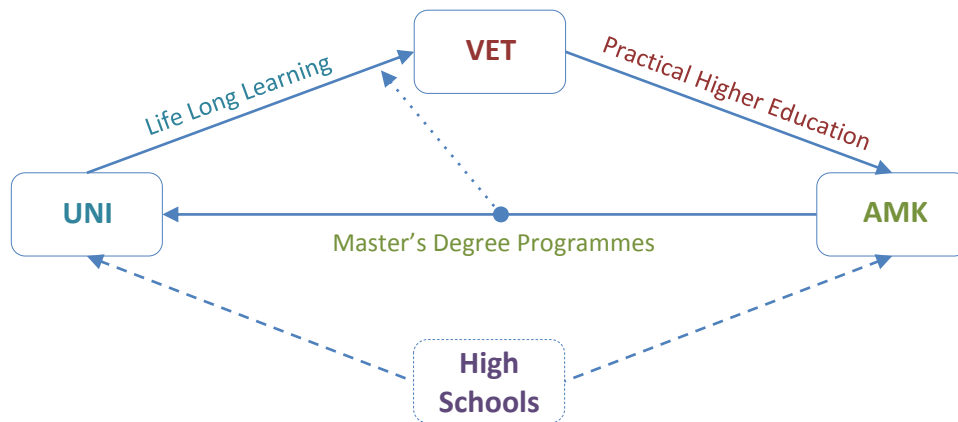 VET
Life Long Learning
Practical Higher Education
UNI
AMK
Master’s Degree Programmes
High
Schools